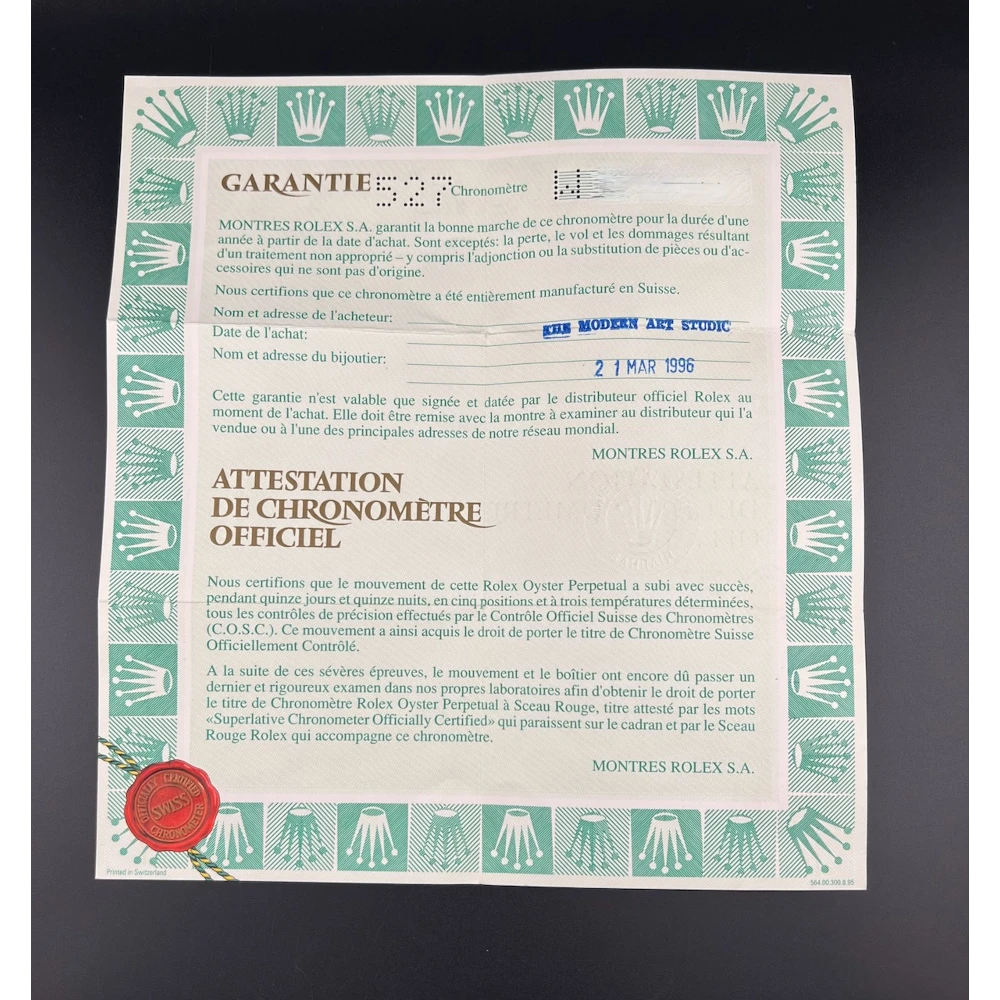 GARANTIE 527 Chronomètre W
MONTRES ROLEX S.A. garantit la bonne marche de ce chronomètre pour la durée d'une
année à partir de la date d'achat. Sont exceptés: la perte, le vol et les dommages résultant
d'un traitement non approprié – y compris l'adjonction ou la substitution de pièces ou d'ac-
cessoires qui ne sont pas d'origine.
Nous certifions que ce chronomètre a été entièrement manufacturé en Suisse.
Nom et adresse de l'acheteur:
THE MODERN ART STUDIO
Date de l'achat:
Nom et adresse du bijoutier:
21 MAR 1996
Cette garantie n'est valable que signée et datée par le distributeur officiel Rolex au
moment de l'achat. Elle doit être remise avec la montre à examiner au distributeur qui l'a
vendue ou à l'une des principales adresses de notre réseau mondial.
MONTRES ROLEX S.A.
ATTESTATION
DE CHRONOMÈTRE
OFFICIEL
Nous certifions que le mouvement de cette Rolex Oyster Perpetual a subi avec succès,
pendant quinze jours et quinze nuits, en cinq positions et à trois températures déterminées,
tous les contrôles de précision effectués par le Contrôle Officiel Suisse des Chronomètres
(C.O.S.C.). Ce mouvement a ainsi acquis le droit de porter le titre de Chronomètre Suisse
Officiellement Contrôlé.
A la suite de ces sévères épreuves, le mouvement et le boîtier ont encore dû passer un
dernier et rigoureux examen dans nos propres laboratoires afin d'obtenir le droit de porter
le titre de Chronomètre Rolex Oyster Perpetual à Sceau Rouge, titre attesté par les mots
«Superlative Chronometer Officially Certified» qui paraissent sur le cadran et par le Sceau
Rouge Rolex qui accompagne ce chronomètre.
MONTRES ROLEX S.A.
OFFICIALLY CERTIFIED
SWISS
CHRONOMETER
Printed in Switzerland
564.00.300.8.95